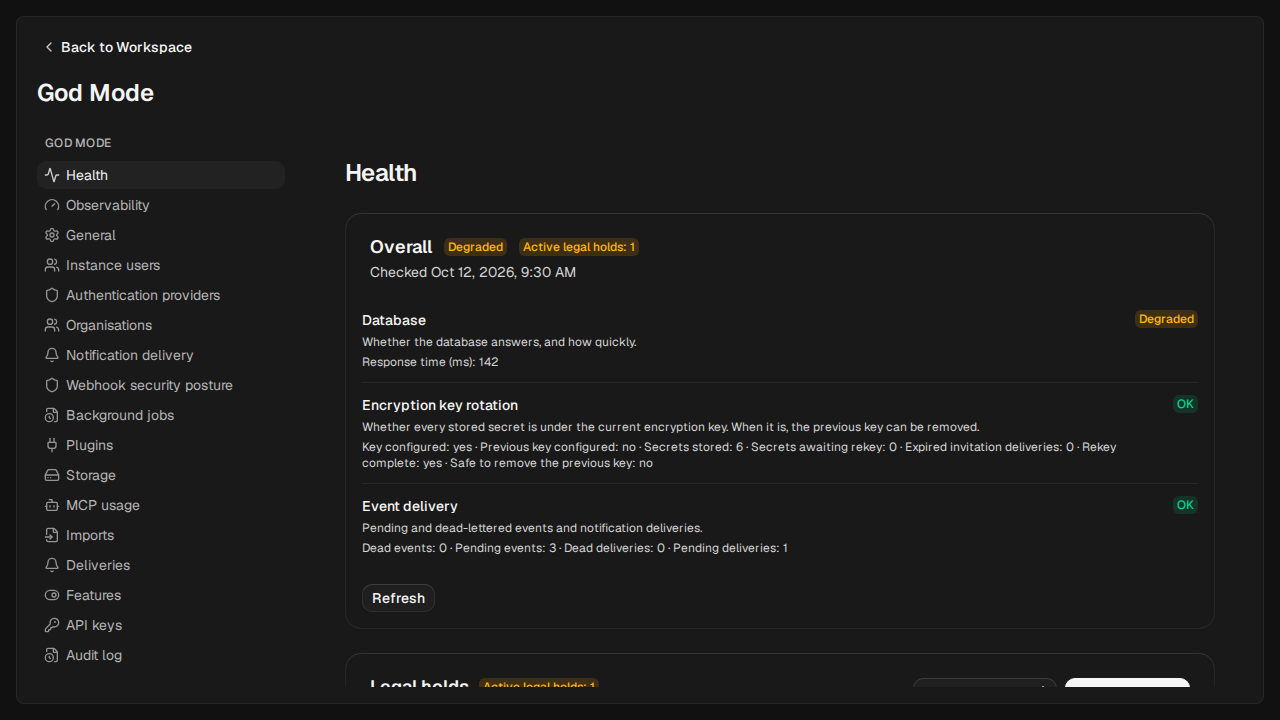 Back to Workspace
God Mode
GOD MODE
Health
Observability
General
Instance users
Authentication providers
Organisations
Notification delivery
Webhook security posture
Background jobs
Plugins
Storage
MCP usage
Imports
Deliveries
Features
API keys
Audit log
Health
Overall Degraded Active legal holds: 1
Checked Oct 12, 2026, 9:30 AM
Database Degraded
Whether the database answers, and how quickly.
Response time (ms): 142
Encryption key rotation OK
Whether every stored secret is under the current encryption key. When it is, the previous key can be removed.
Key configured: yes · Previous key configured: no · Secrets stored: 6 · Secrets awaiting rekey: 0 · Expired invitation deliveries: 0 · Rekey
complete: yes · Safe to remove the previous key: no
Event delivery OK
Pending and dead-lettered events and notification deliveries.
Dead events: 0 · Pending events: 3 · Dead deliveries: 0 · Pending deliveries: 1
Refresh
Legal holds Active legal holds: 1